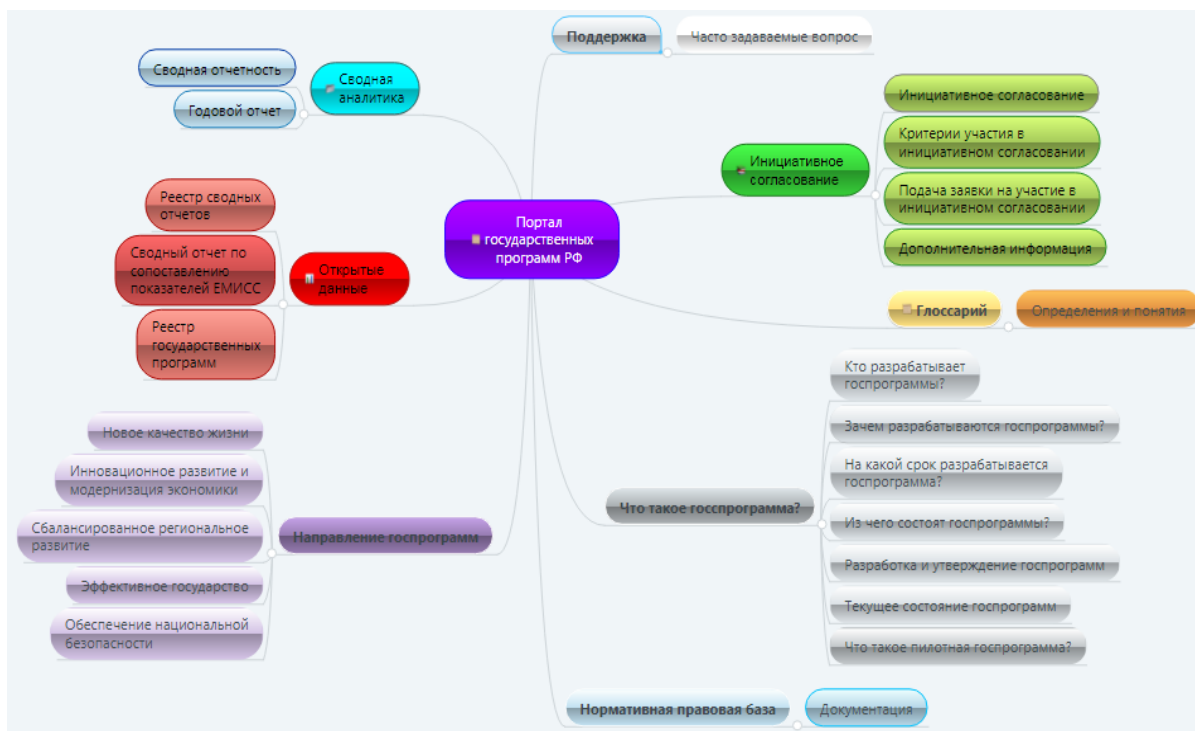 Поддержка
Часто задаваемые вопрос
Сводная отчетность
Годовой отчет
Сводная
аналитика
Инициативное
согласование
Инициативное согласование
Критерии участия в
инициативном согласовании
Подача заявки на участие в
инициативном согласовании
Дополнительная информация
Портал
государственных
программ РФ
Реестр сводных
отчетов
Сводный отчет по
сопоставлению
показателей ЕМИСС
Реестр
государственных
программ
Открытые
данные
Глоссарий
Определения и понятия
Новое качество жизни
Инновационное развитие и
модернизация экономики
Сбалансированное региональное
развитие
Эффективное государство
Обеспечение национальной
безопасности
Направление госпрограмм
Что такое госспрограмма?
Кто разрабатывает
госпрограммы?
Зачем разрабатываются госпрограммы?
На какой срок разрабатывается
госпрограмма?
Из чего состоят госпрограммы?
Разработка и утверждение госпрограмм
Текущее состояние госпрограмм
Что такое пилотная госпрограмма?
Нормативная правовая база
Документация